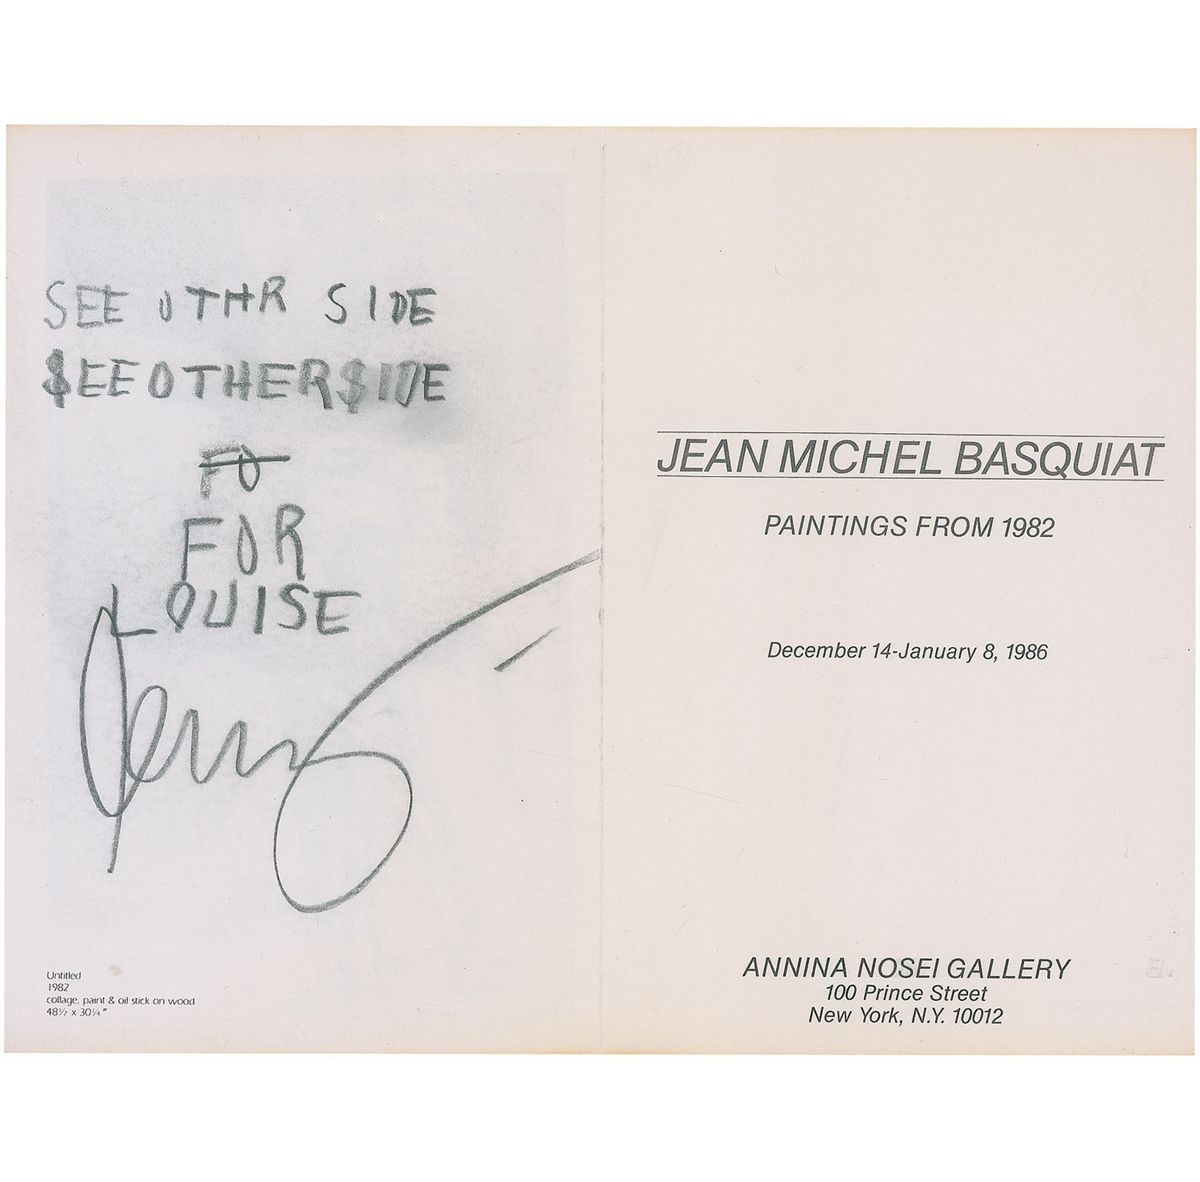 SEE OTHR SIDE
$EE OTHER $IDE
FO
FOR
LOUISE
Untitled
1982
collage, paint & oil stick on wood
48½ x 30¼"
JEAN MICHEL BASQUIAT
PAINTINGS FROM 1982
December 14-January 8, 1986
ANNINA NOSEI GALLERY
100 Prince Street
New York, N.Y. 10012